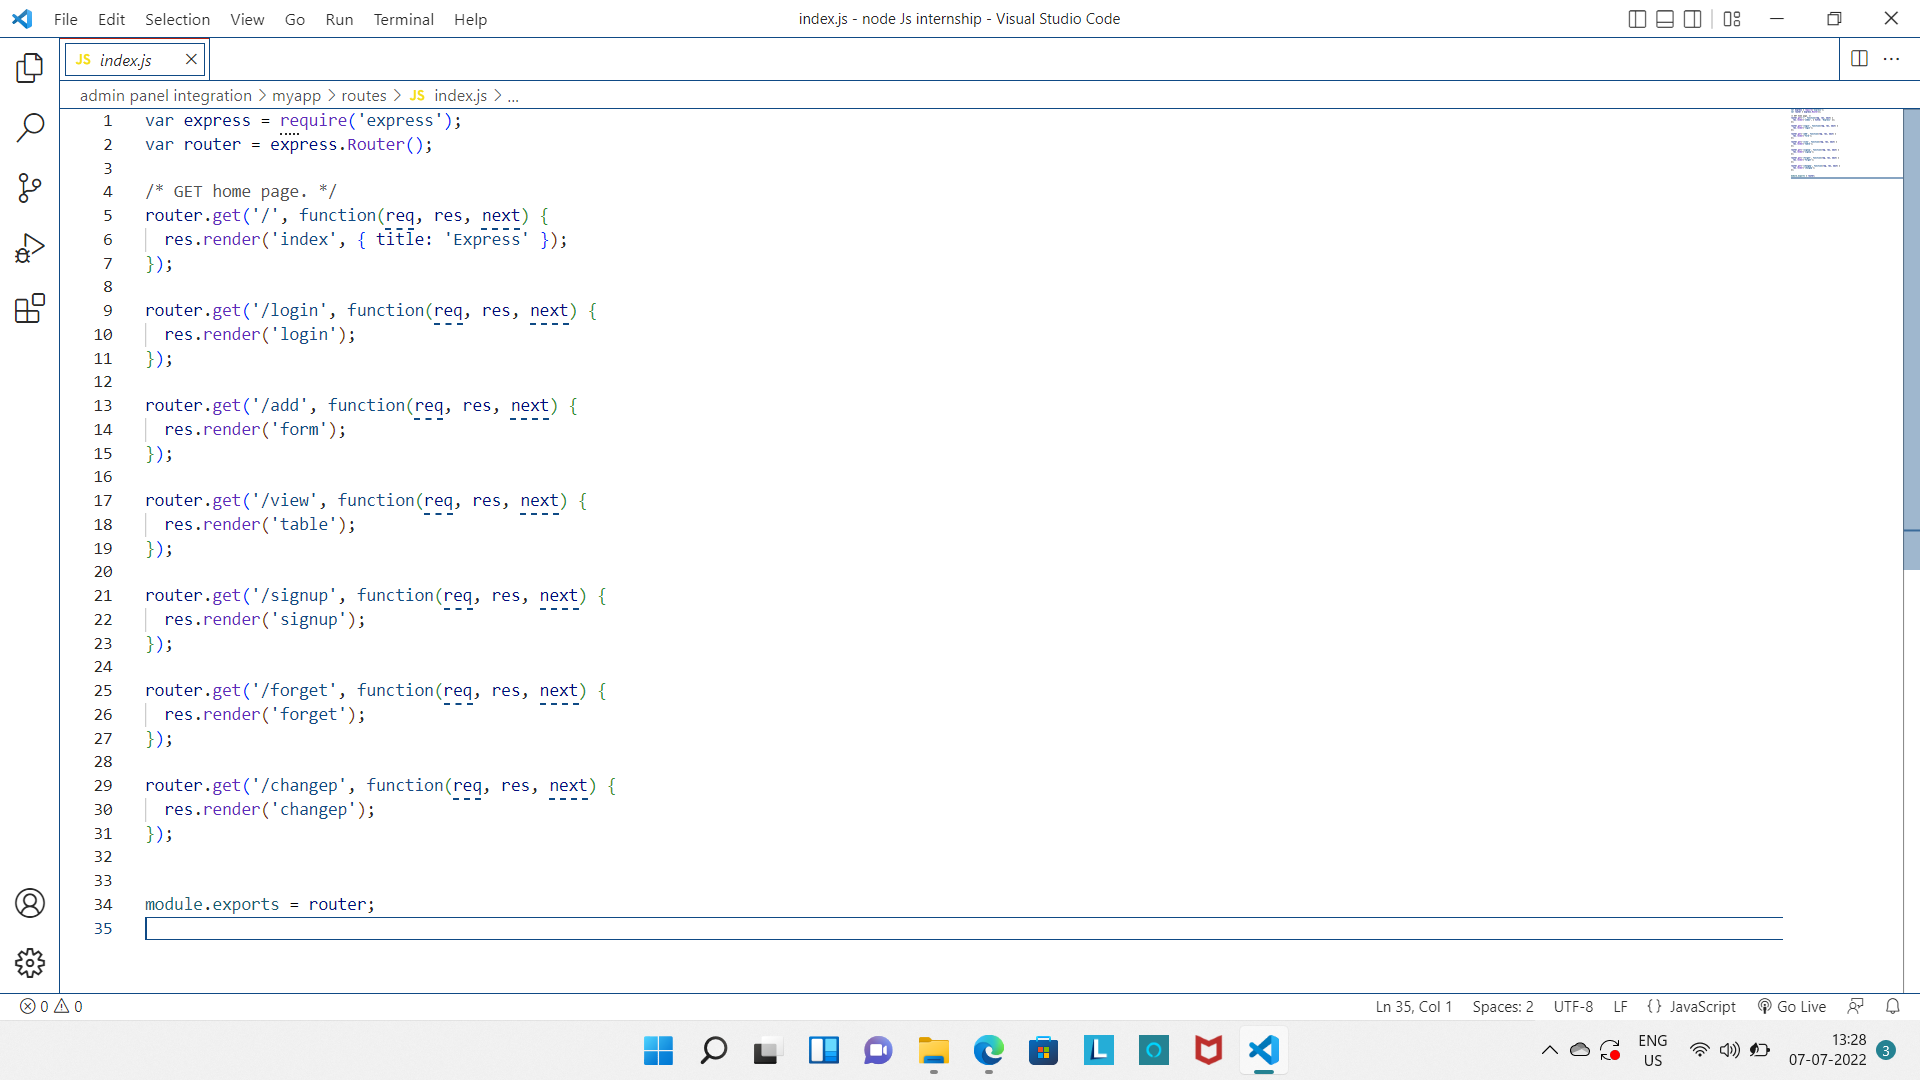 File Edit Selection View Go Run Terminal Help
index.js - node Js internship - Visual Studio Code
JS index.js
admin panel integration > myapp > routes > JS index.js > ...
1 var express = require('express');
2 var router = express.Router();
3
4 /* GET home page. */
5 router.get('/', function(req, res, next) {
6 res.render('index', { title: 'Express' });
7 });
8
9 router.get('/login', function(req, res, next) {
10 res.render('login');
11 });
12
13 router.get('/add', function(req, res, next) {
14 res.render('form');
15 });
16
17 router.get('/view', function(req, res, next) {
18 res.render('table');
19 });
20
21 router.get('/signup', function(req, res, next) {
22 res.render('signup');
23 });
24
25 router.get('/forget', function(req, res, next) {
26 res.render('forget');
27 });
28
29 router.get('/changep', function(req, res, next) {
30 res.render('changep');
31 });
32
33
34 module.exports = router;
35
0 0
Ln 35, Col 1 Spaces: 2 UTF-8 LF {} JavaScript Go Live
L
ENG
US
13:28
07-07-2022
3